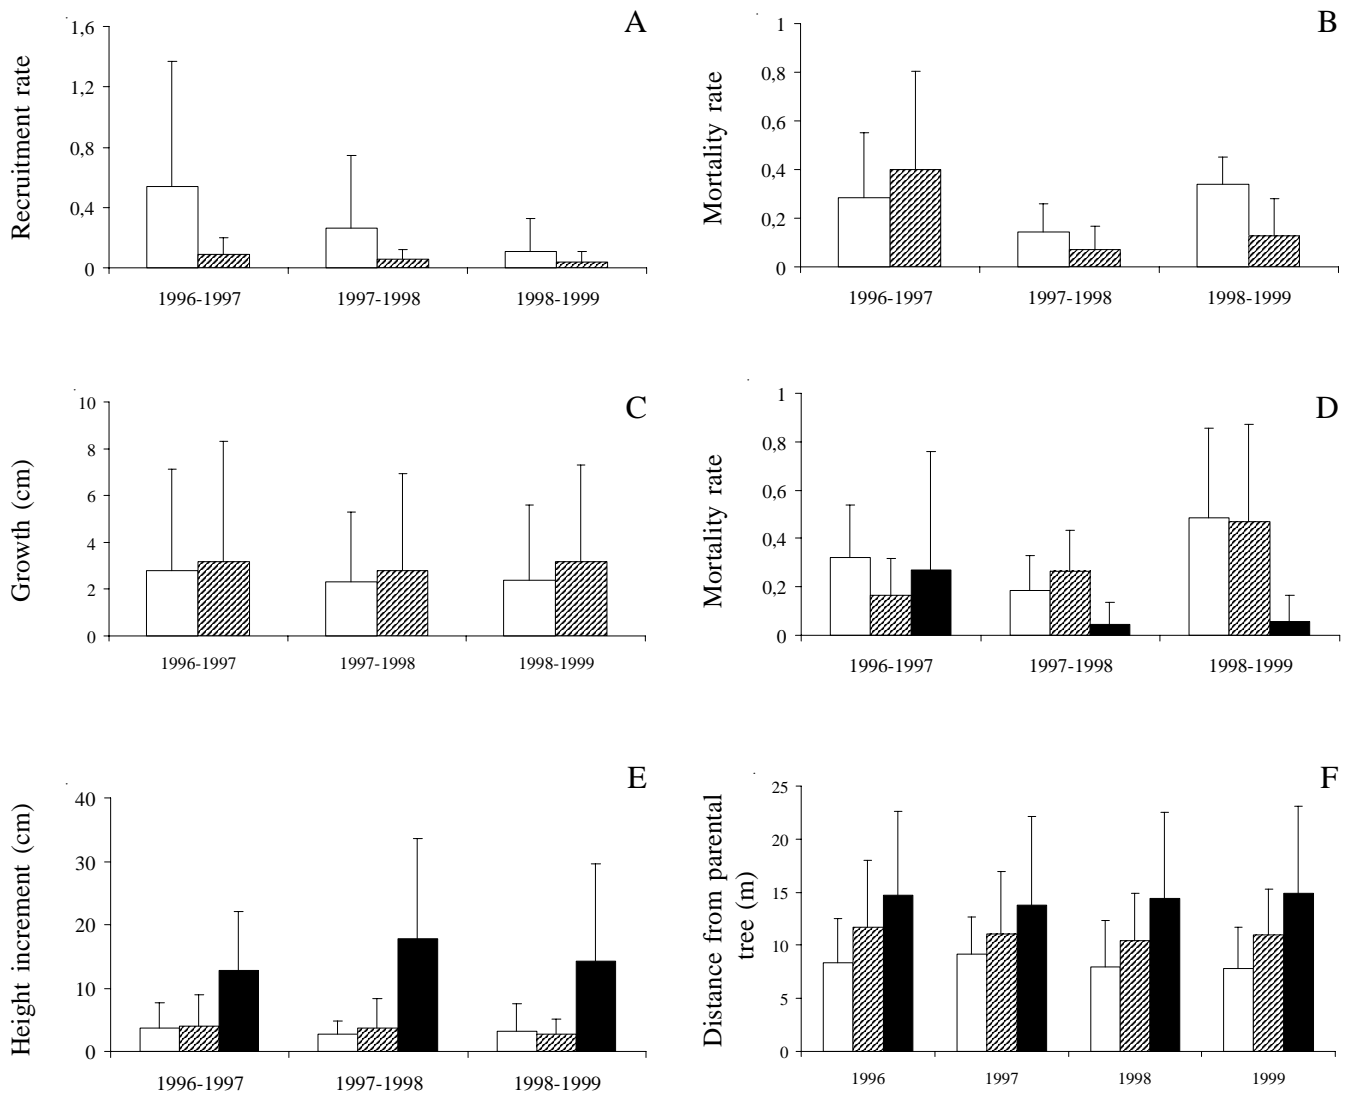 A
Recruitment rate
1,6
1,2
0,8
0,4
0
1996-1997 1997-1998 1998-1999
B
Mortality rate
1
0,8
0,6
0,4
0,2
0
1996-1997 1997-1998 1998-1999
C
Growth (cm)
10
8
6
4
2
0
1996-1997 1997-1998 1998-1999
D
Mortality rate
1
0,8
0,6
0,4
0,2
0
1996-1997 1997-1998 1998-1999
E
Height increment (cm)
40
30
20
10
0
1996-1997 1997-1998 1998-1999
F
Distance from parental
tree (m)
25
20
15
10
5
0
1996 1997 1998 1999